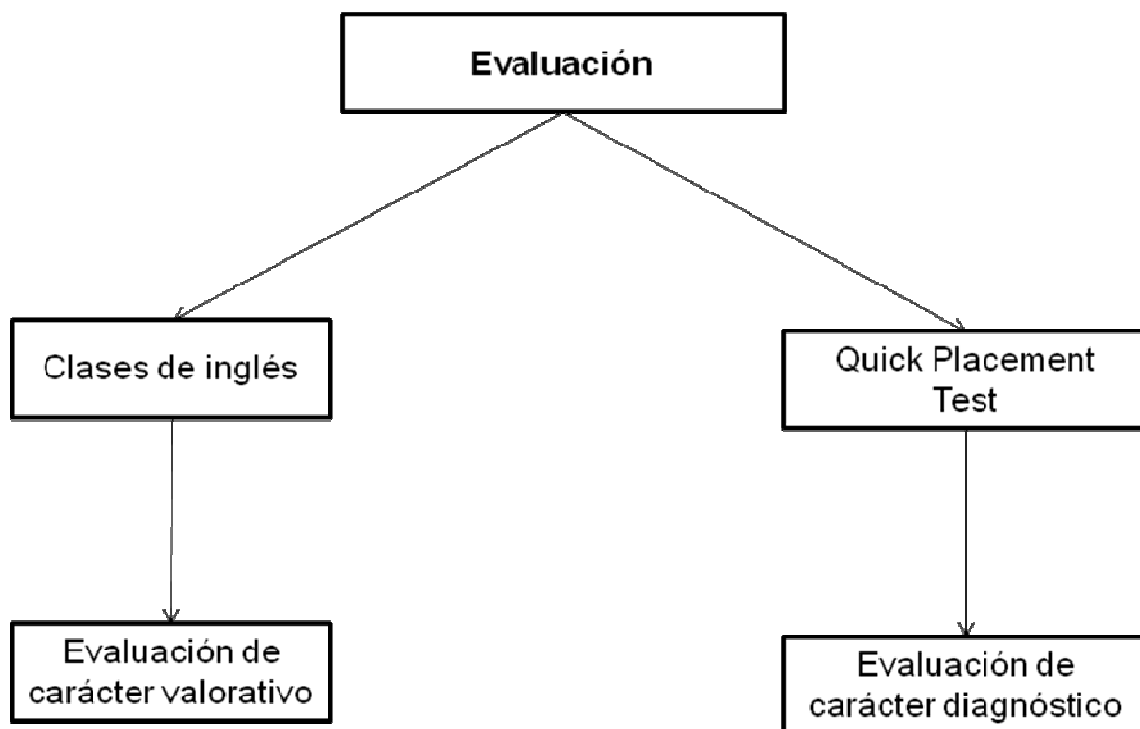 Evaluación
Clases de inglés
Quick Placement
Test
Evaluación de
carácter valorativo
Evaluación de
carácter diagnóstico